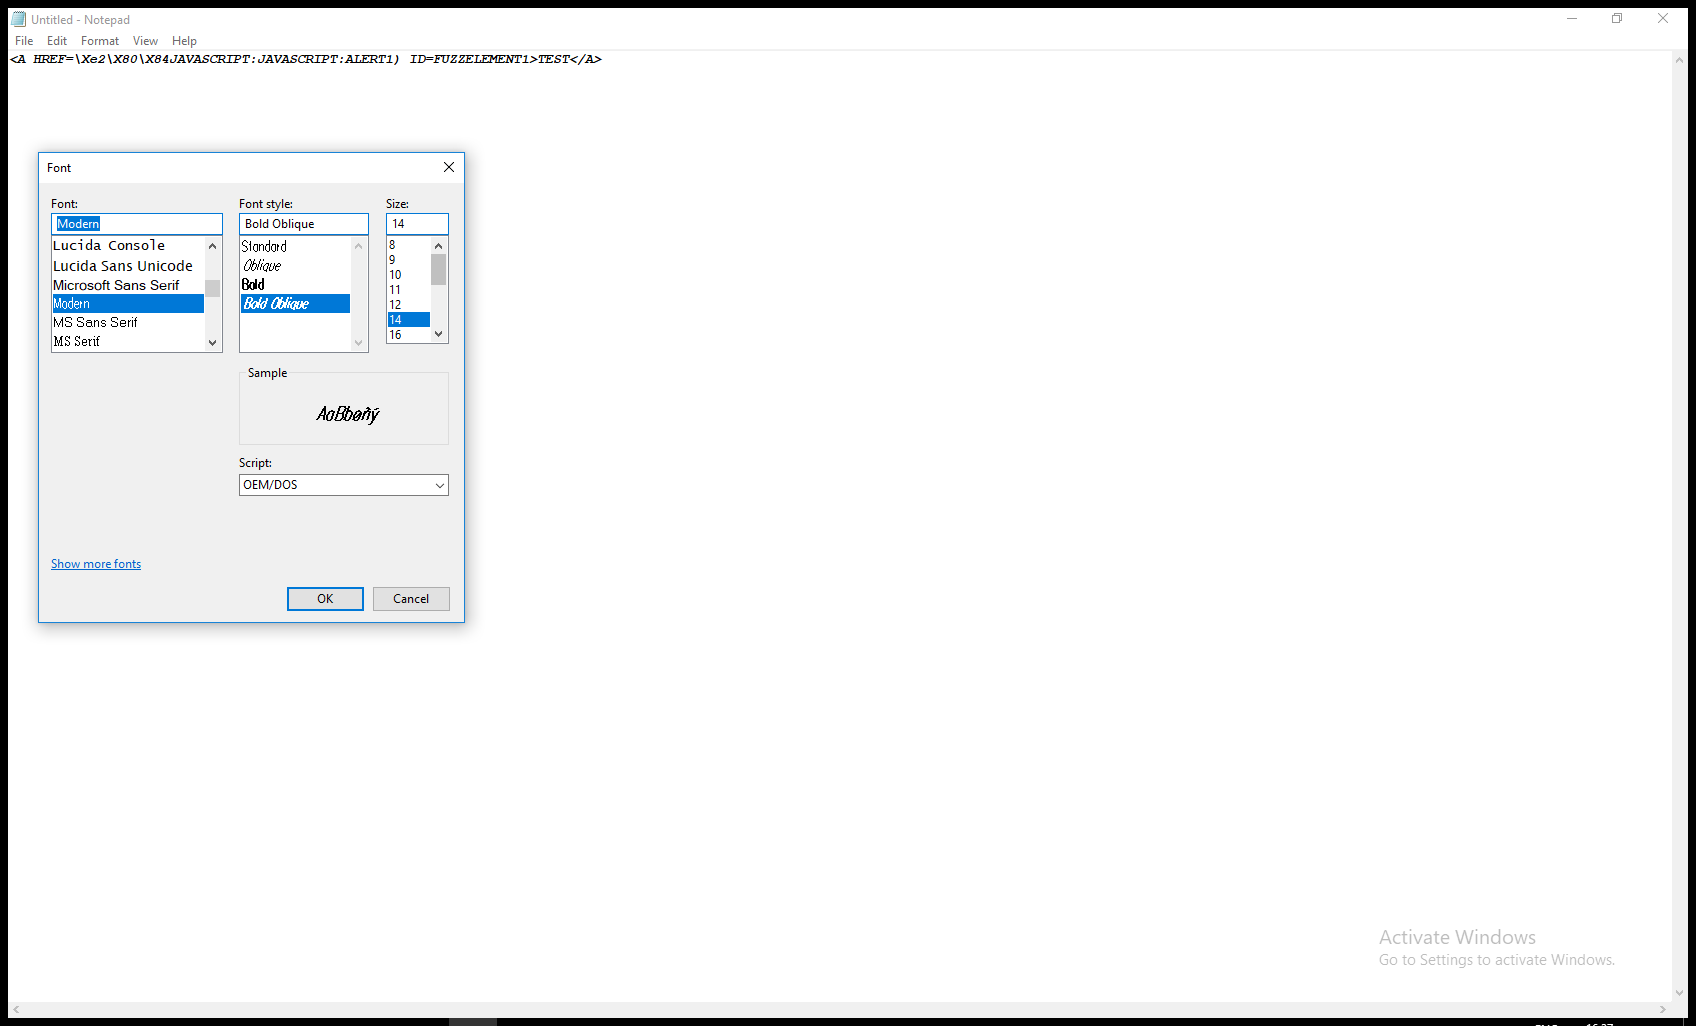 Untitled - Notepad
File Edit Format View Help
<A HREF=\Xe2\X80\X84JAVASCRIPT:JAVASCRIPT:ALERT1) ID=FUZZELEMENT1>TEST</A>
Font
Font: Font style: Size:
Modern Bold Oblique 14
Lucida Console
Lucida Sans Unicode
Microsoft Sans Serif
Modern
MS Sans Serif
MS Serif
Standard
Oblique
Bold
Bold Oblique
8
9
10
11
12
14
16
Sample
Script:
OEM/DOS
Show more fonts
OK Cancel
Activate Windows
Go to Settings to activate Windows.